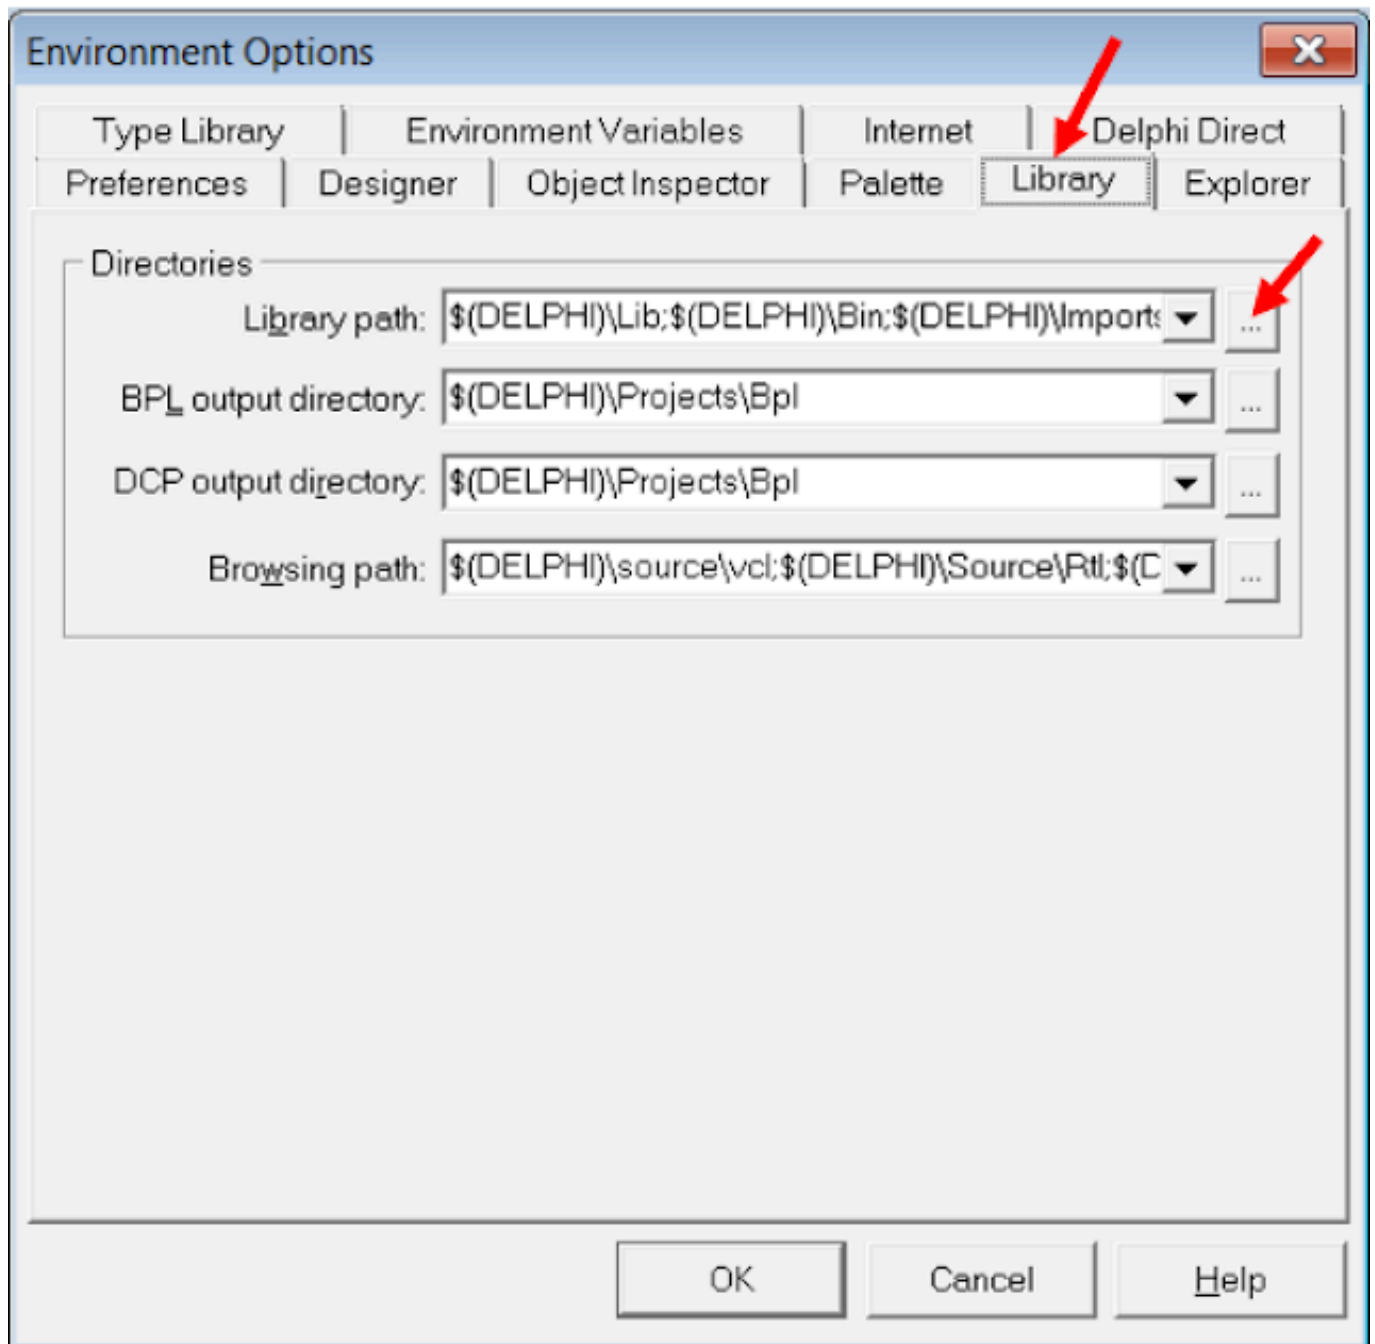 Environment Options
Type Library Environment Variables Internet Delphi Direct
Preferences Designer Object Inspector Palette Library Explorer
Directories
Library path: $(DELPHI)\Lib;$(DELPHI)\Bin;$(DELPHI)\Imports ...
BPL output directory: $(DELPHI)\Projects\Bpl ...
DCP output directory: $(DELPHI)\Projects\Bpl ...
Browsing path: $(DELPHI)\source\vcl;$(DELPHI)\Source\Rtl;$(D ...
OK Cancel Help